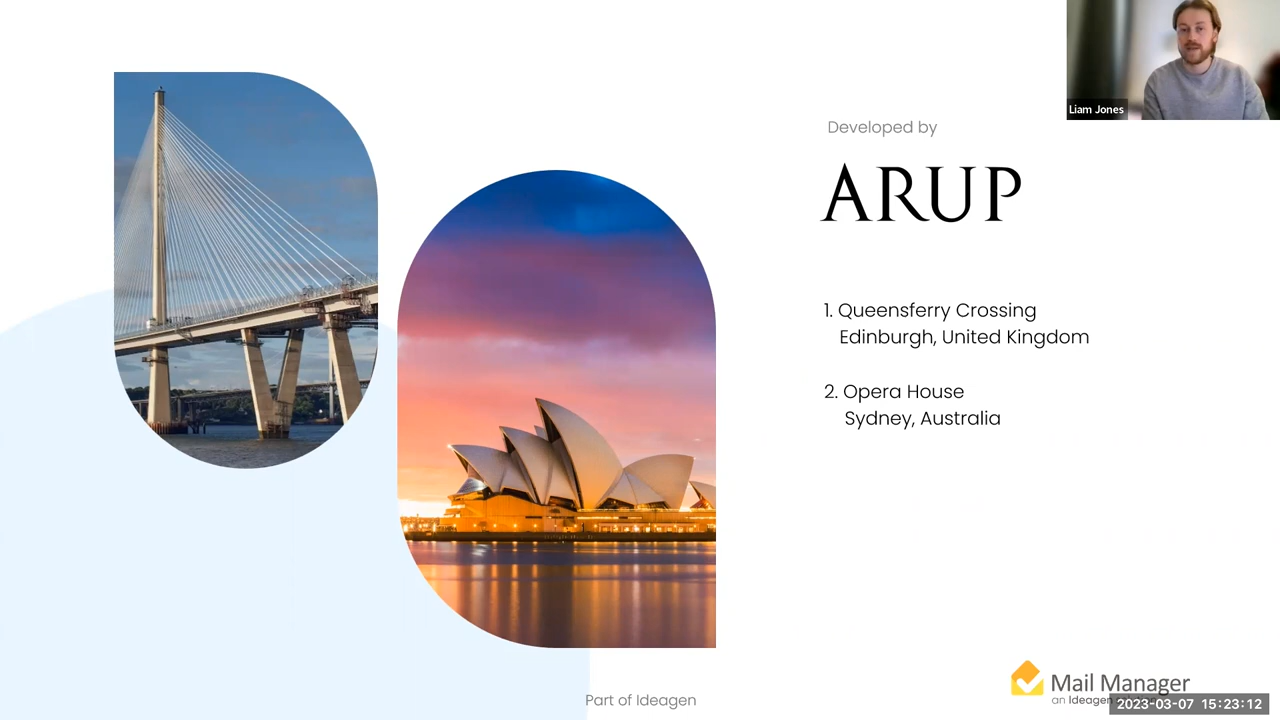 Liam Jones
Developed by
ARUP
1. Queensferry Crossing
Edinburgh, United Kingdom
2. Opera House
Sydney, Australia
Mail Manager
an Ideagen
Part of Ideagen
2023-03-07 15:23:12